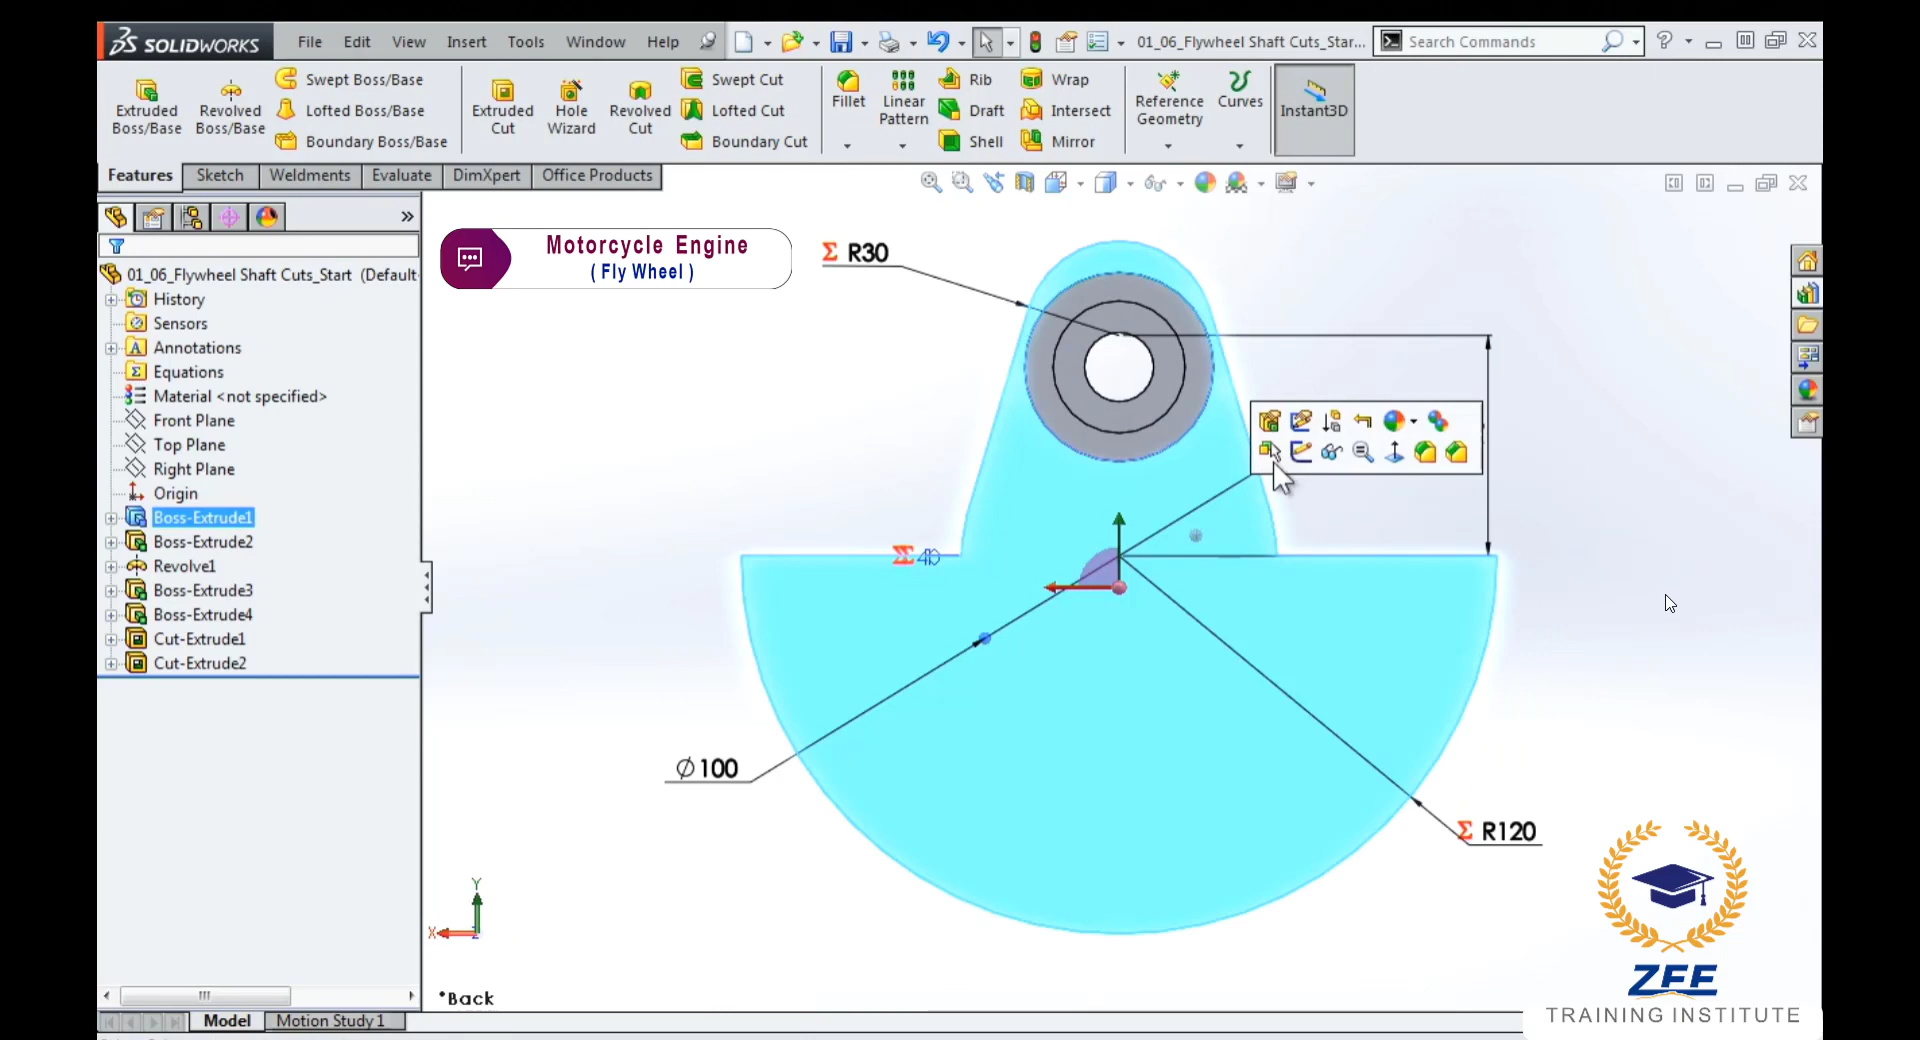 SOLIDWORKS
File Edit View Insert Tools Window Help
01_06_Flywheel Shaft Cuts_Star...
Search Commands
Extruded Boss/Base
Revolved Boss/Base
Swept Boss/Base
Lofted Boss/Base
Boundary Boss/Base
Extruded Cut
Hole Wizard
Revolved Cut
Swept Cut
Lofted Cut
Boundary Cut
Fillet
Linear Pattern
Rib
Draft
Shell
Wrap
Intersect
Mirror
Reference Geometry
Curves
Instant3D
Features Sketch Weldments Evaluate DimXpert Office Products
01_06_Flywheel Shaft Cuts_Start (Default
History
Sensors
Annotations
Equations
Material <not specified>
Front Plane
Top Plane
Right Plane
Origin
Boss-Extrude1
Boss-Extrude2
Revolve1
Boss-Extrude3
Boss-Extrude4
Cut-Extrude1
Cut-Extrude2
Motorcycle Engine
( Fly Wheel )
Σ R30
∅100
Σ R120
Y
X
*Back
Model Motion Study 1
ZFE
TRAINING INSTITUTE